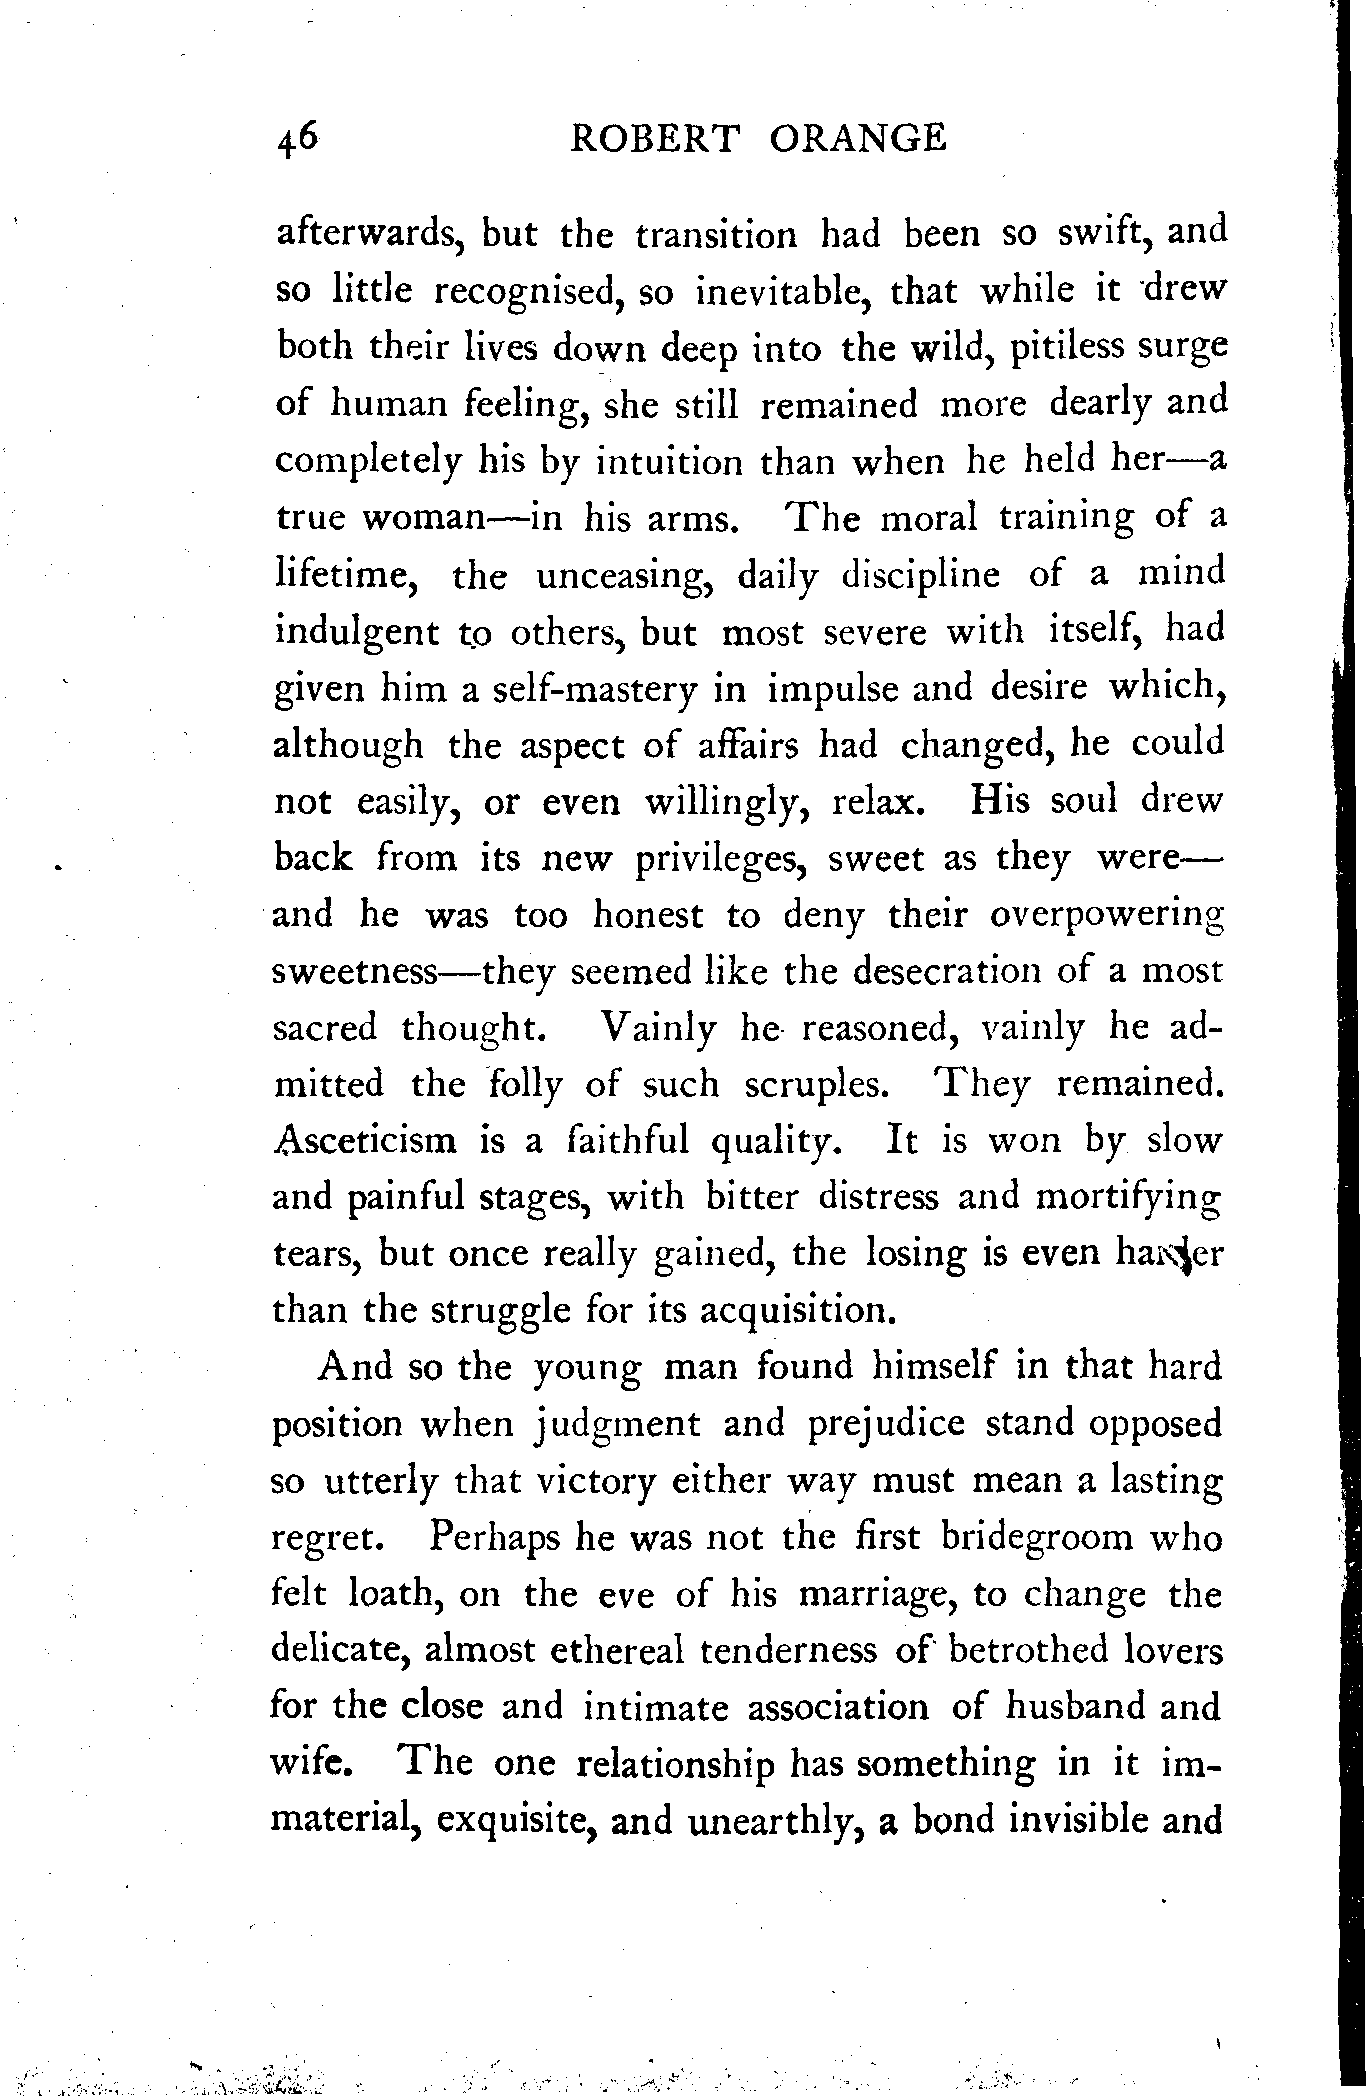 46 ROBERT ORANGE
afterwards, but the transition had been so swift, and
so little recognised, so inevitable, that while it drew
both their lives down deep into the wild, pitiless surge
of human feeling, she still remained more dearly and
completely his by intuition than when he held her—a
true woman—in his arms. The moral training of a
lifetime, the unceasing, daily discipline of a mind
indulgent to others, but most severe with itself, had
given him a self-mastery in impulse and desire which,
although the aspect of affairs had changed, he could
not easily, or even willingly, relax. His soul drew
back from its new privileges, sweet as they were—
and he was too honest to deny their overpowering
sweetness—they seemed like the desecration of a most
sacred thought. Vainly he reasoned, vainly he ad-
mitted the folly of such scruples. They remained.
Asceticism is a faithful quality. It is won by slow
and painful stages, with bitter distress and mortifying
tears, but once really gained, the losing is even harder
than the struggle for its acquisition.
And so the young man found himself in that hard
position when judgment and prejudice stand opposed
so utterly that victory either way must mean a lasting
regret. Perhaps he was not the first bridegroom who
felt loath, on the eve of his marriage, to change the
delicate, almost ethereal tenderness of betrothed lovers
for the close and intimate association of husband and
wife. The one relationship has something in it im-
material, exquisite, and unearthly, a bond invisible and